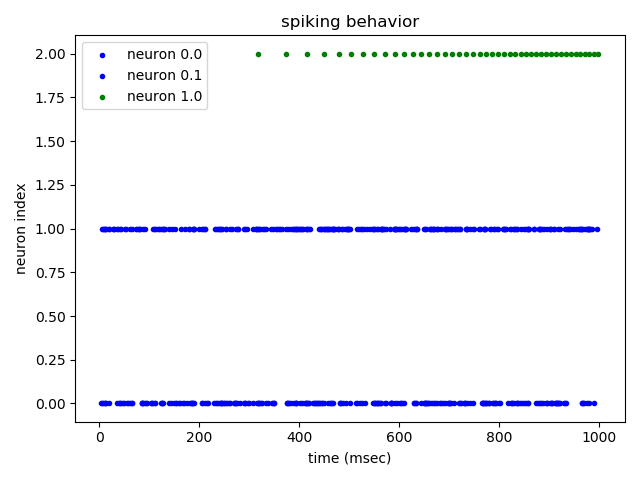 spiking behavior
neuron 0.0
neuron 0.1
neuron 1.0
2.00
1.75
1.50
1.25
1.00
0.75
0.50
0.25
0.00
neuron index
0 200 400 600 800 1000
time (msec)